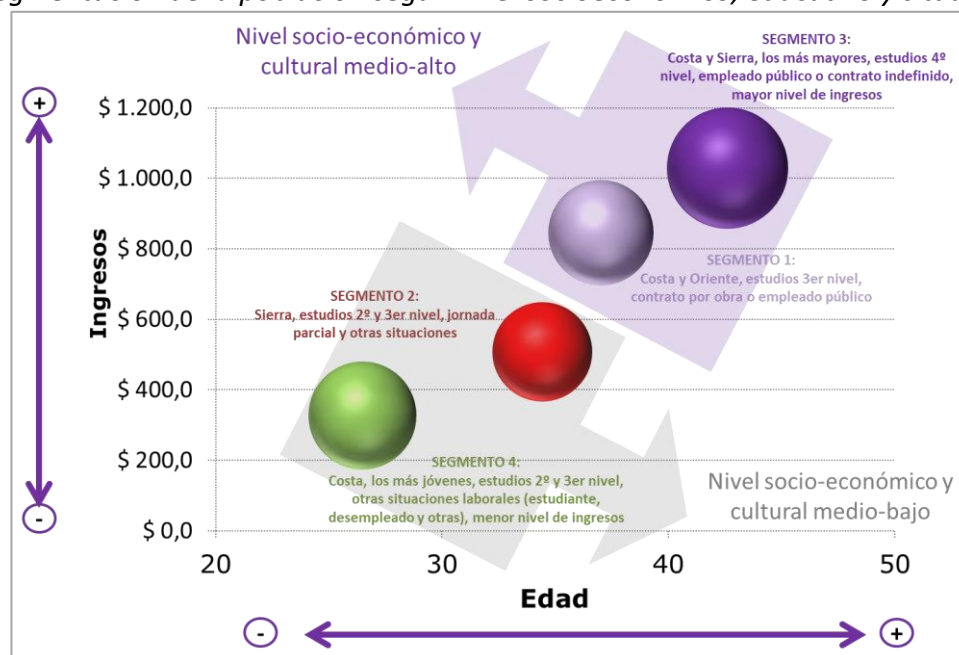 Nivel socio-económico y
cultural medio-alto
SEGMENTO 3:
Costa y Sierra, los más mayores, estudios 4º
nivel, empleado público o contrato indefinido,
mayor nivel de ingresos
+
$ 1.200,0
$ 1.000,0
$ 800,0
$ 600,0
$ 400,0
$ 200,0
$ 0,0
-
Ingresos
SEGMENTO 1:
Costa y Oriente, estudios 3er nivel,
contrato por obra o empleado público
SEGMENTO 2:
Sierra, estudios 2º y 3er nivel, jornada
parcial y otras situaciones
SEGMENTO 4:
Costa, los más jóvenes, estudios 2º y 3er nivel,
otras situaciones laborales (estudiante,
desempleado y otras), menor nivel de ingresos
Nivel socio-económico y
cultural medio-bajo
20
30
40
50
Edad
-
+